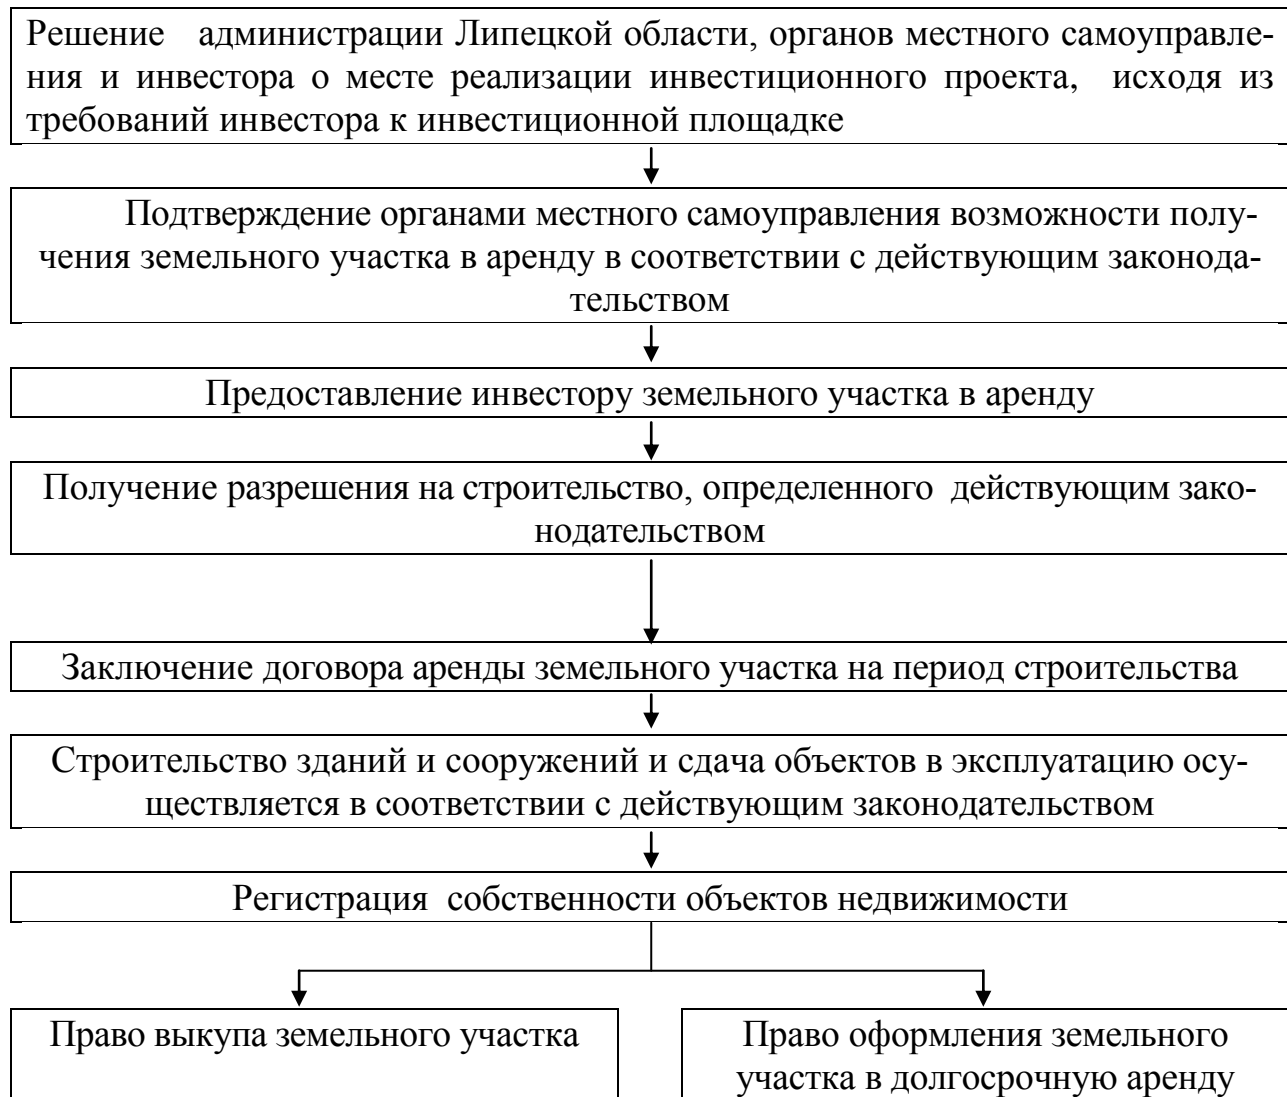 Решение администрации Липецкой области, органов местного самоуправле-
ния и инвестора о месте реализации инвестиционного проекта, исходя из
требований инвестора к инвестиционной площадке
Подтверждение органами местного самоуправления возможности полу-
чения земельного участка в аренду в соответствии с действующим законода-
тельством
Предоставление инвестору земельного участка в аренду
Получение разрешения на строительство, определенного действующим зако-
нодательством
Заключение договора аренды земельного участка на период строительства
Строительство зданий и сооружений и сдача объектов в эксплуатацию осу-
ществляется в соответствии с действующим законодательством
Регистрация собственности объектов недвижимости
Право выкупа земельного участка
Право оформления земельного
участка в долгосрочную аренду